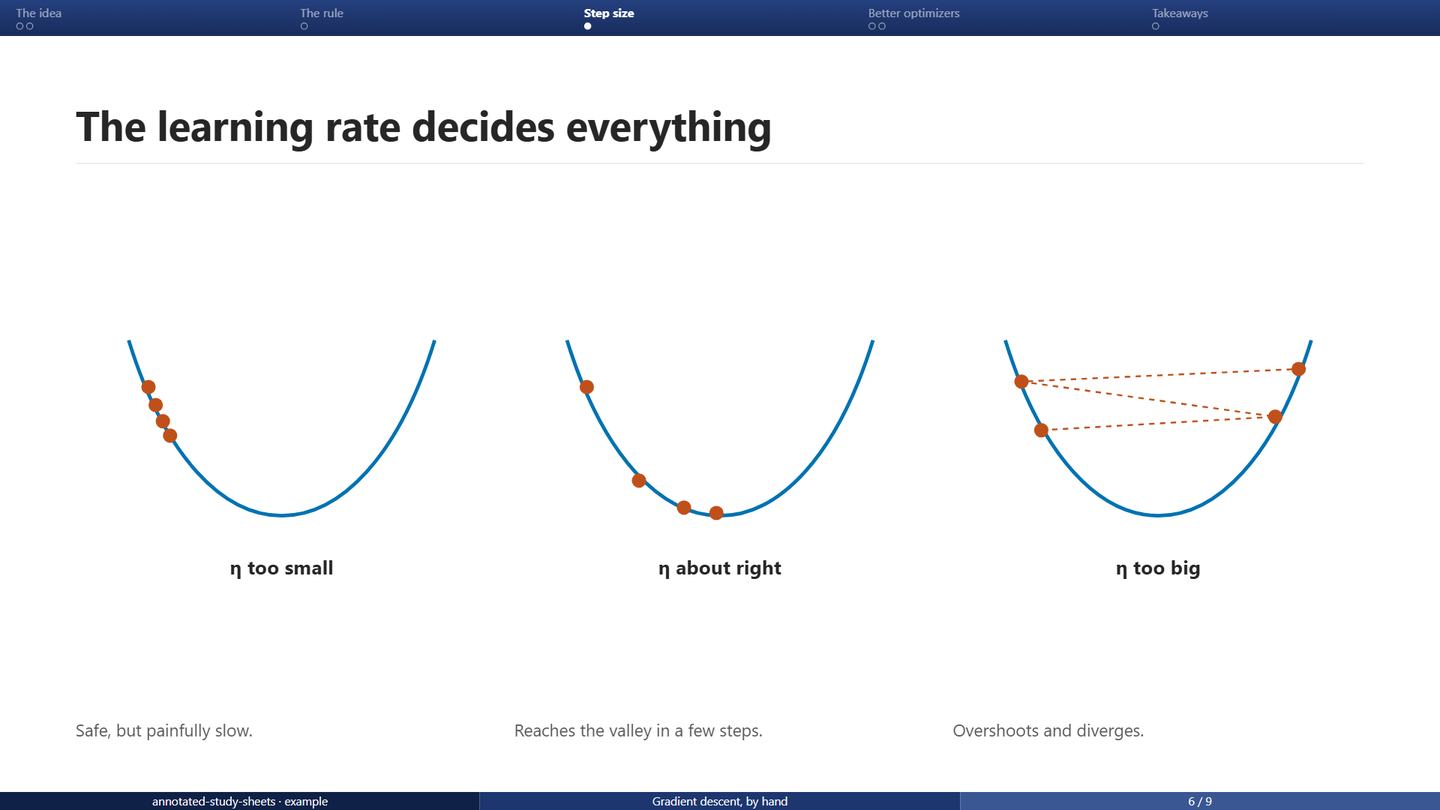 The idea
The rule
Step size
Better optimizers
Takeaways
The learning rate decides everything
η too small
η about right
η too big
Safe, but painfully slow.
Reaches the valley in a few steps.
Overshoots and diverges.
annotated-study-sheets · example
Gradient descent, by hand
6 / 9